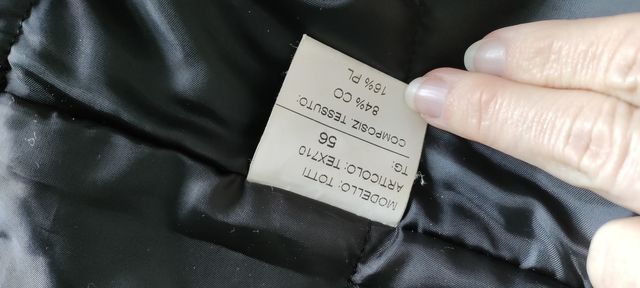 MODELLO: TOTTI
ARTICOLO: TEX710
TG: 56
COMPOSIZ. TESSUTO:
84% CO
16% PL